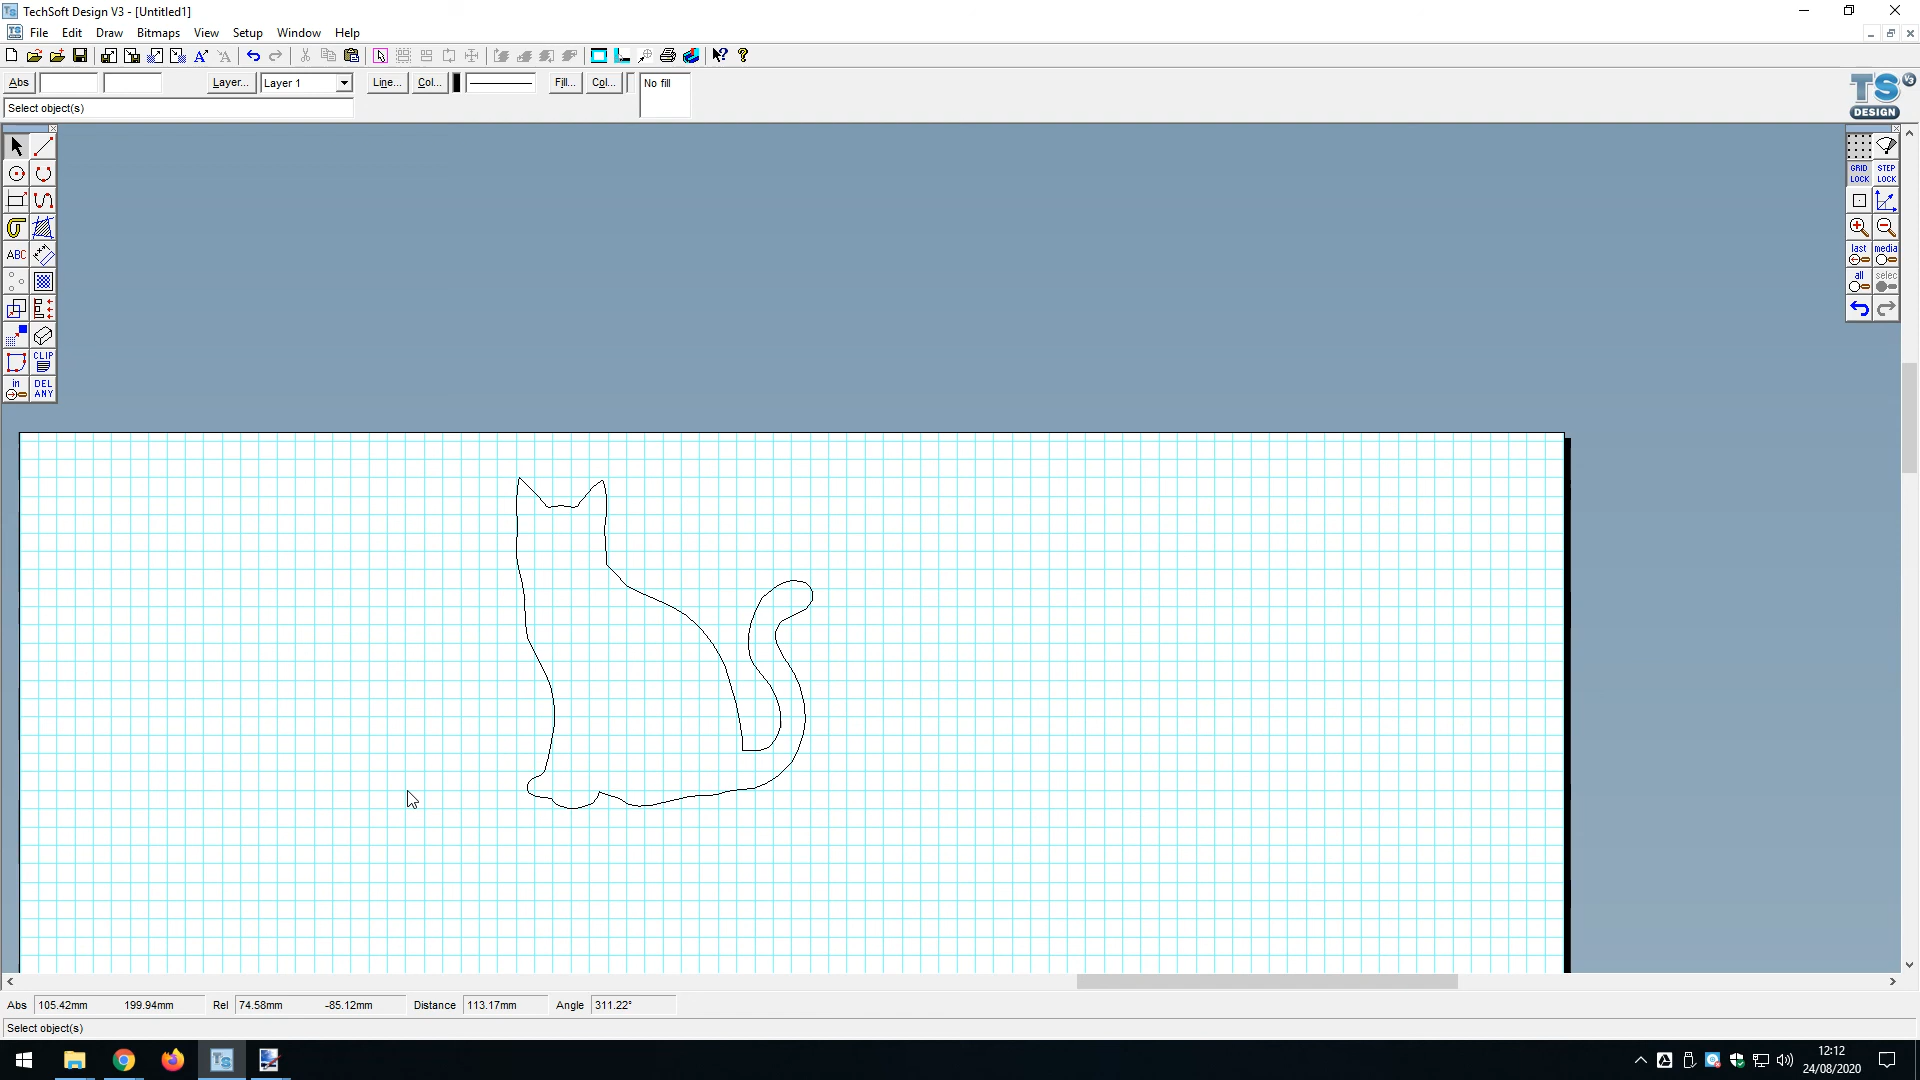 TechSoft Design V3 - [Untitled1]
File Edit Draw Bitmaps View Setup Window Help
Abs Layer... Layer 1 Line... Col... Fill... Col... No fill
Select object(s)
TS V3
DESIGN
GRID LOCK STEP LOCK
ABC
last media
all selec
CLIP
in DEL ANY
Abs 105.42mm 199.94mm Rel 74.58mm -85.12mm Distance 113.17mm Angle 311.22°
Select object(s)
12:12
24/08/2020